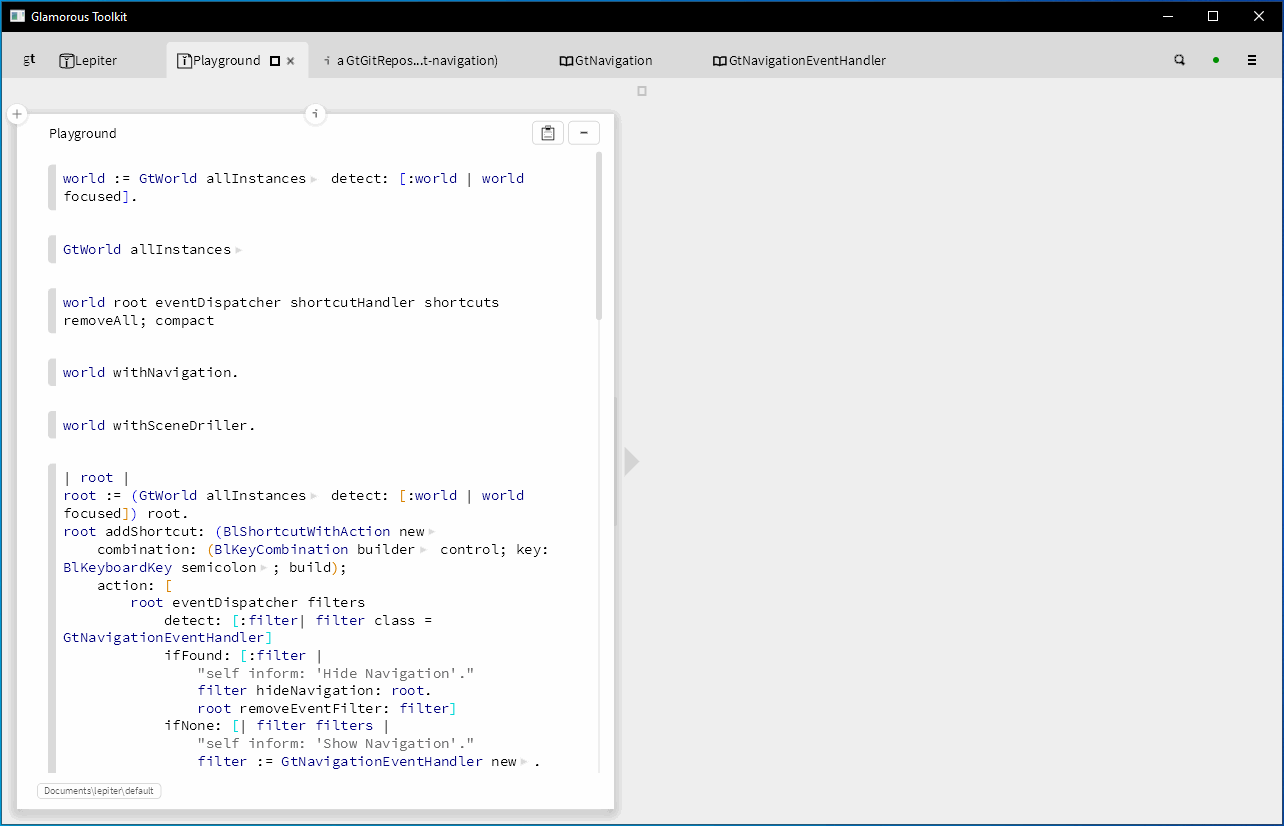 Glamorous Toolkit
gt Lepiter Playground a GtGitRepos...t-navigation) GtNavigation GtNavigationEventHandler
Playground
world := GtWorld allInstances detect: [:world | world
focused].
GtWorld allInstances
world root eventDispatcher shortcutHandler shortcuts
removeAll; compact
world withNavigation.
world withSceneDriller.
| root |
root := (GtWorld allInstances detect: [:world | world
focused]) root.
root addShortcut: (BlShortcutWithAction new
combination: (BlKeyCombination builder control; key:
BlKeyboardKey semicolon ; build);
action: [
root eventDispatcher filters
detect: [:filter| filter class =
GtNavigationEventHandler]
ifFound: [:filter |
"self inform: 'Hide Navigation'."
filter hideNavigation: root.
root removeEventFilter: filter]
ifNone: [| filter filters |
"self inform: 'Show Navigation'."
filter := GtNavigationEventHandler new .
Documents\lepiter\default